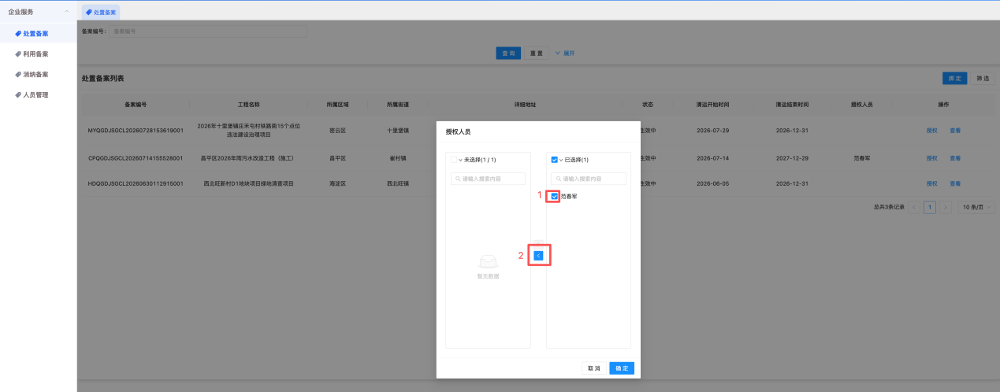 企业服务
处置备案
处置备案
利用备案
消纳备案
人员管理
备案编号： 备案编号
查 询 重 置 展开
处置备案列表
绑 定 筛 选
备案编号 工程名称 所属区域 所属街道 详细地址 状态 清运开始时间 清运结束时间 授权人员 操作
MYQGDJSGCL20260728153619001 2026年十里堡镇庄禾屯村铁路南15个点位违法建设治理项目 密云区 十里堡镇 生效中 2026-07-29 2026-12-31 授权 查看
CPQGDJSGCL20260714155528001 昌平区2026年雨污水改造工程（施工） 昌平区 崔村镇 生效中 2026-07-14 2027-12-29 范春军 授权 查看
HDQGDJSGCL20260630112915001 西北旺新村D1地块项目绿地清查项目 海淀区 西北旺镇 生效中 2026-06-05 2026-12-31 授权 查看
总共3条记录 < 1 > 10 条/页
授权人员
未选择(1 / 1)
请输入搜索内容
暂无数据
已选择(1)
请输入搜索内容
1
范春军
2
取 消 确 定